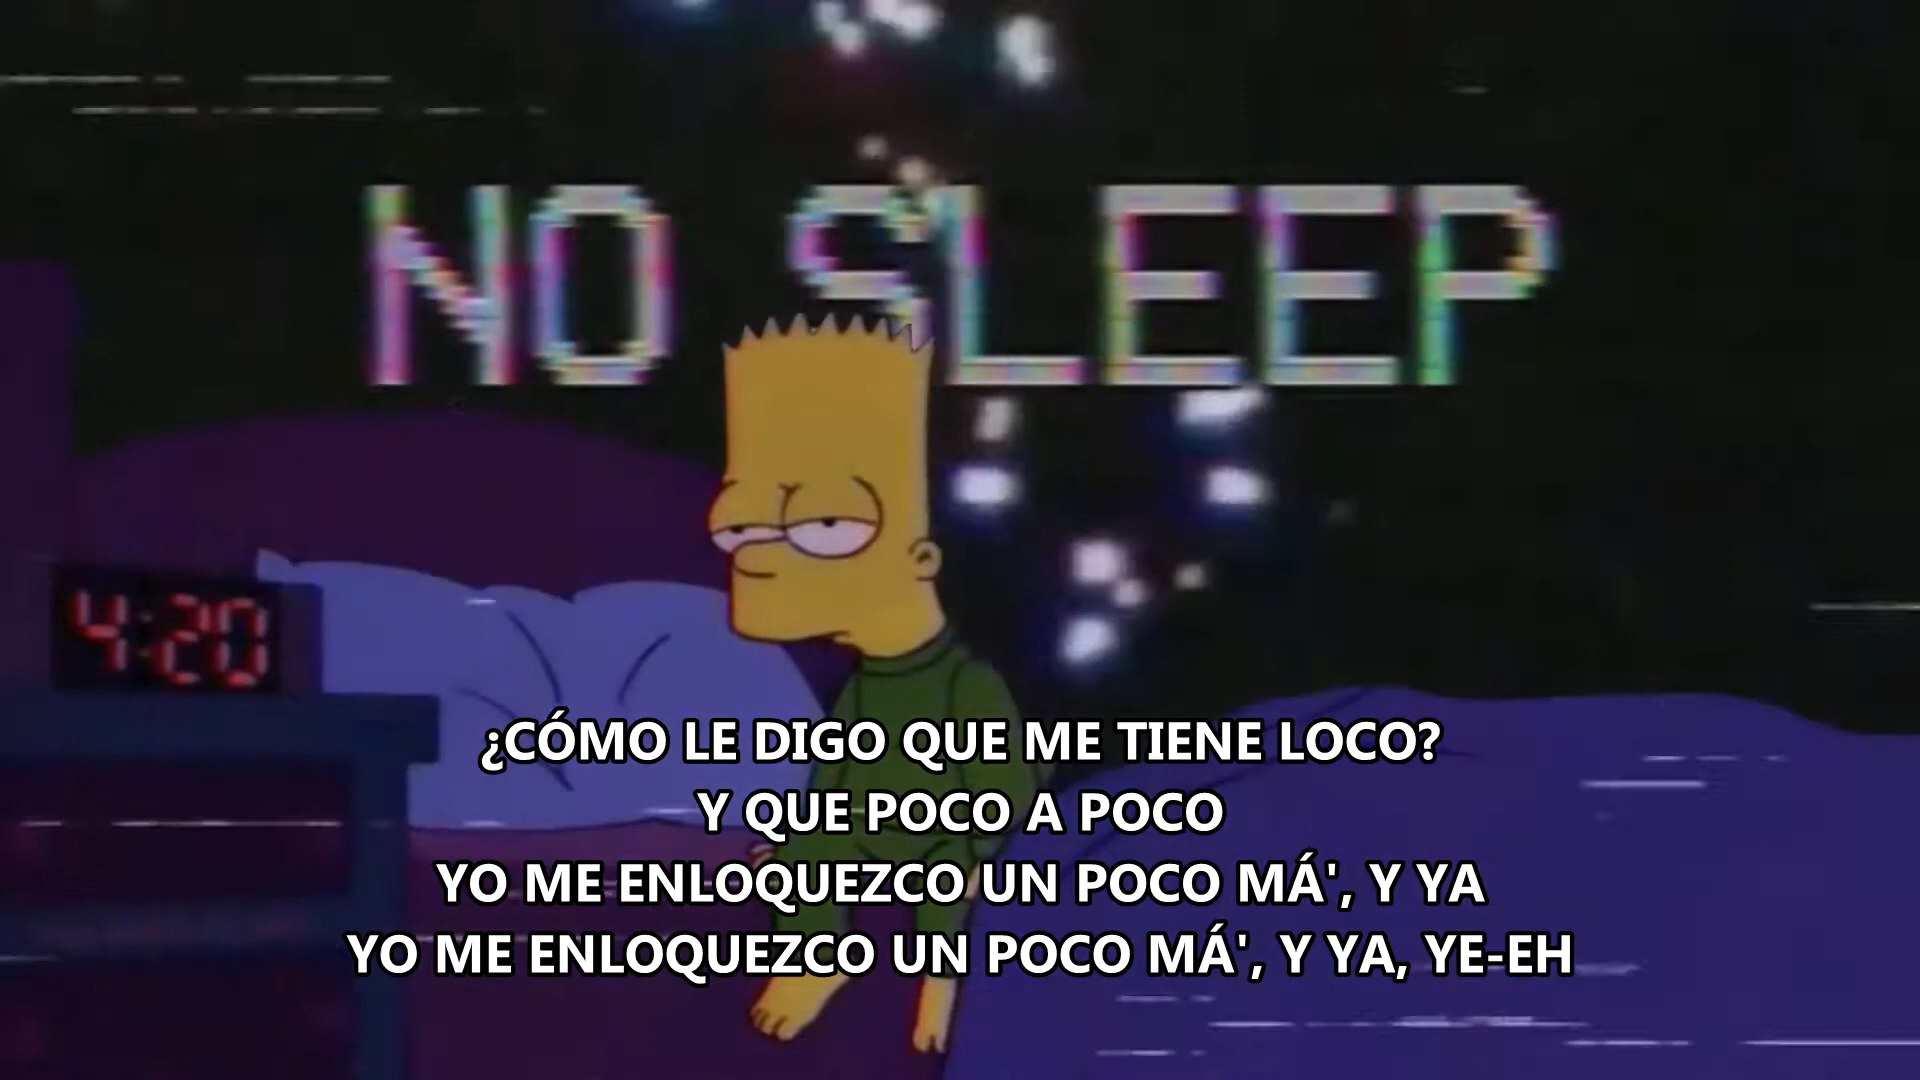 NO SLEEP
4:20
¿CÓMO LE DIGO QUE ME TIENE LOCO?
Y QUE POCO A POCO
YO ME ENLOQUEZCO UN POCO MÁ', Y YA
YO ME ENLOQUEZCO UN POCO MÁ', Y YA, YE-EH